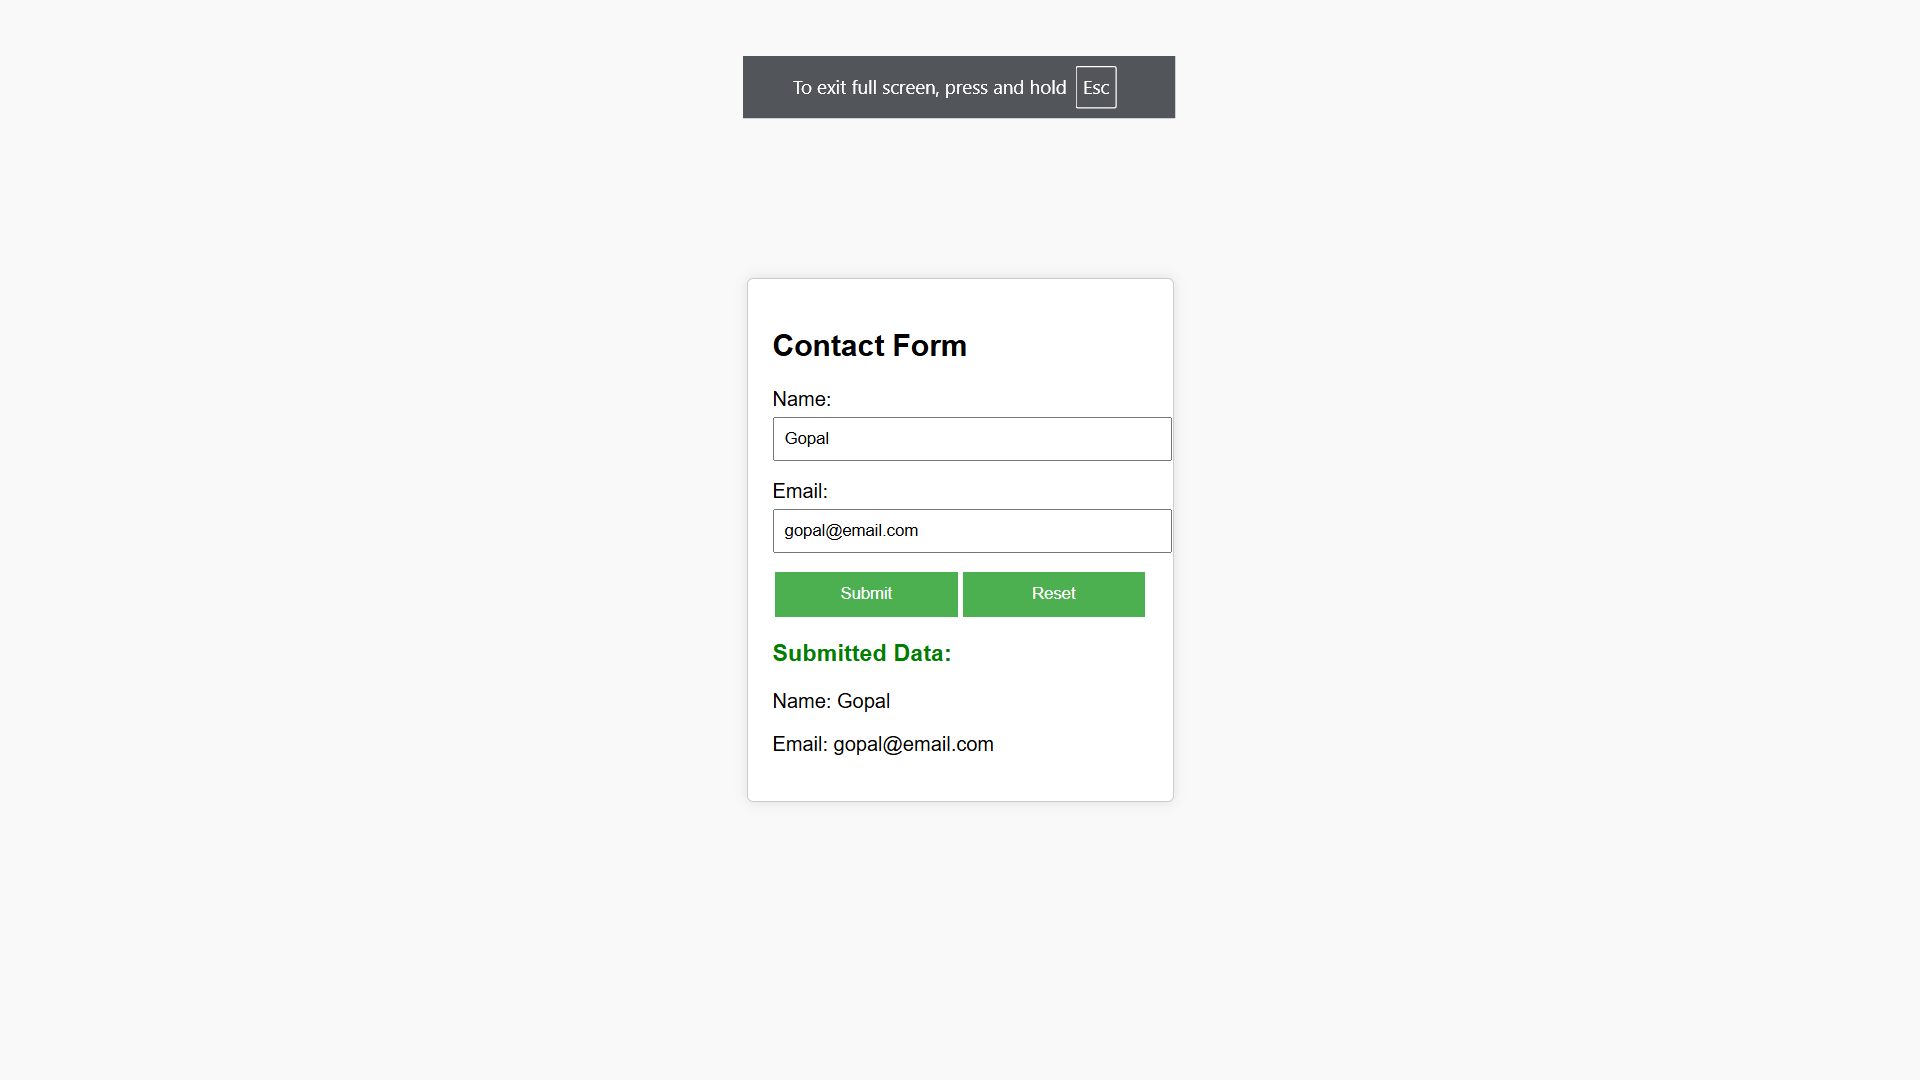 To exit full screen, press and hold Esc
Contact Form
Name:
Gopal
Email:
gopal@email.com
Submit Reset
Submitted Data:
Name: Gopal
Email: gopal@email.com